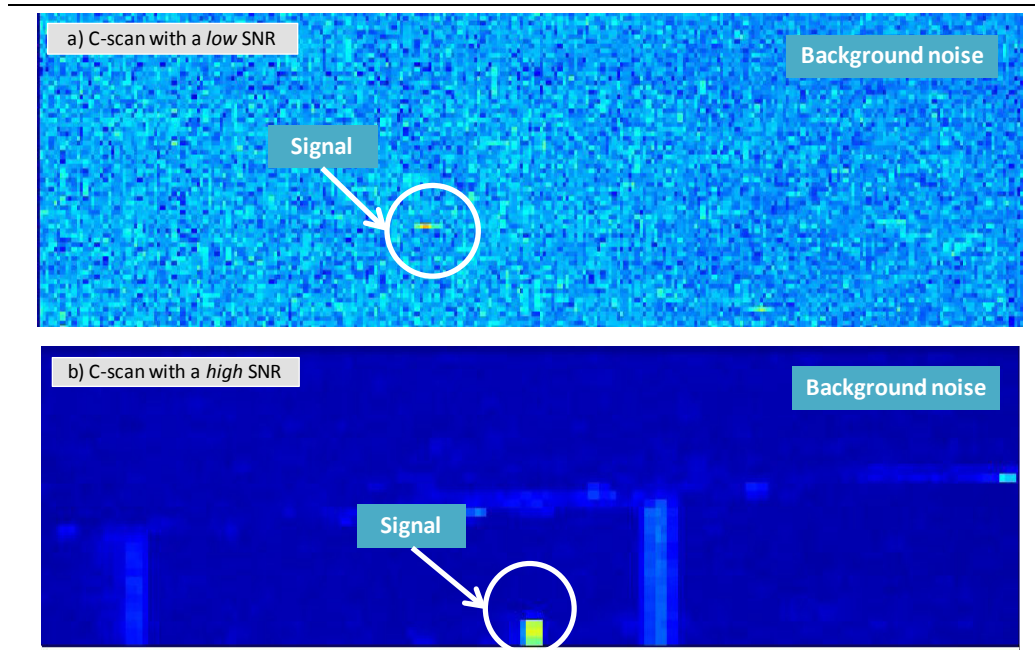 a) C-scan with a low SNR
Background noise
Signal
b) C-scan with a high SNR
Background noise
Signal